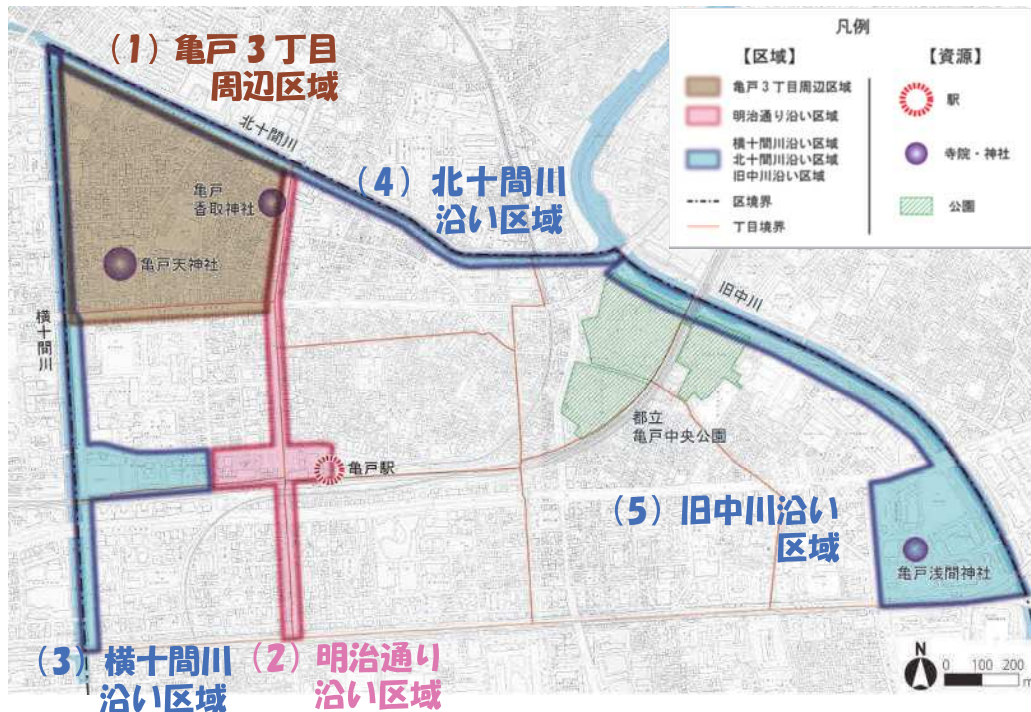 (1) 亀戸3丁目
周辺区域
凡例
【区域】
【資源】
亀戸3丁目周辺区域
明治通り沿い区域
横十間川沿い区域
北十間川沿い区域
旧中川沿い区域
区境界
丁目境界
駅
寺院・神社
公園
北十間川
(4) 北十間川
沿い区域
亀戸
香取神社
亀戸天神社
横十間川
旧中川
都立
亀戸中央公園
亀戸駅
(5) 旧中川沿い
区域
亀戸浅間神社
(3) 横十間川
沿い区域
(2) 明治通り
沿い区域
N
0 100 200
m